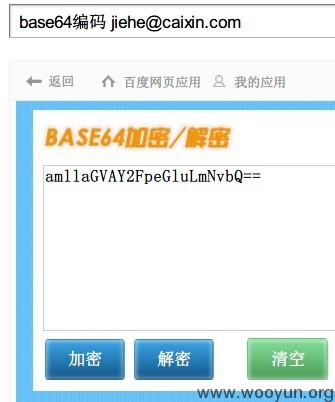 base64编码 jiehe@caixin.com
返回 百度网页应用 我的应用
BASE64加密/解密
amllaGVAY2FpeGluLmNvbQ==
加密 解密 清空
www.wooyun.org